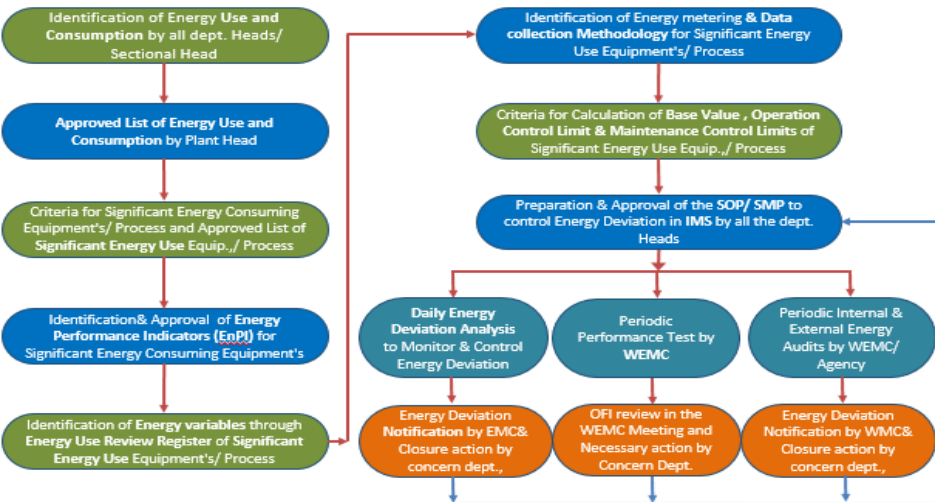 Identification of Energy Use and
Consumption by all dept. Heads/
Sectional Head
Approved List of Energy Use and
Consumption by Plant Head
Criteria for Significant Energy Consuming
Equipment's/ Process and Approved List of
Significant Energy Use Equip.,/ Process
Identification& Approval of Energy
Performance Indicators (EnPI) for
Significant Energy Consuming Equipment's
Identification of Energy variables through
Energy Use Review Register of Significant
Energy Use Equipment's/ Process
Identification of Energy metering & Data
collection Methodology for Significant Energy
Use Equipment's/ Process
Criteria for Calculation of Base Value , Operation
Control Limit & Maintenance Control Limits of
Significant Energy Use Equip.,/ Process
Preparation & Approval of the SOP/ SMP to
control Energy Deviation in IMS by all the dept.
Heads
Daily Energy
Deviation Analysis
to Monitor & Control
Energy Deviation
Periodic
Performance Test by
WEMC
Periodic Internal &
External Energy
Audits by WEMC/
Agency
Energy Deviation
Notification by EMC&
Closure action by
concern dept.,
OFI review in the
WEMC Meeting and
Necessary action by
Concern Dept.
Energy Deviation
Notification by WMC&
Closure action by
concern dept.,